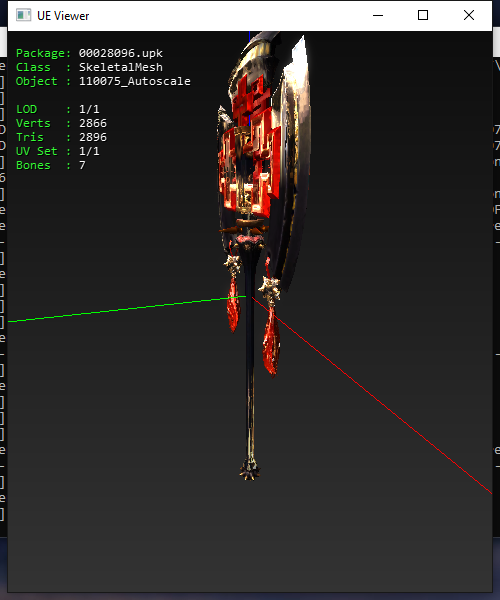 UE Viewer
Package: 00028096.upk
Class : SkeletalMesh
Object : 110075_Autoscale
LOD : 1/1
Verts : 2866
Tris : 2896
UV Set : 1/1
Bones : 7